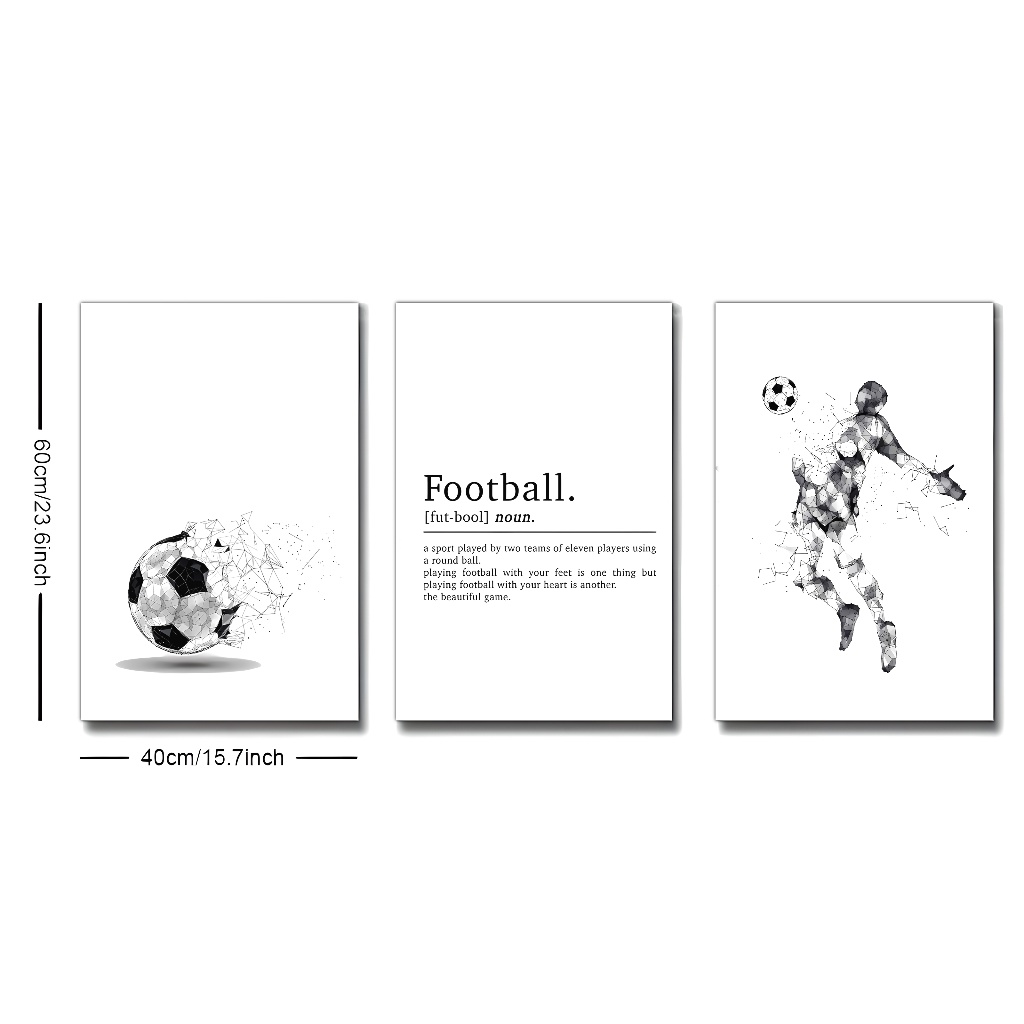 60cm/23.6inch
Football.
[fut-bool] noun.
a sport played by two teams of eleven players using
a round ball.
playing football with your feet is one thing but
playing football with your heart is another.
the beautiful game.
40cm/15.7inch